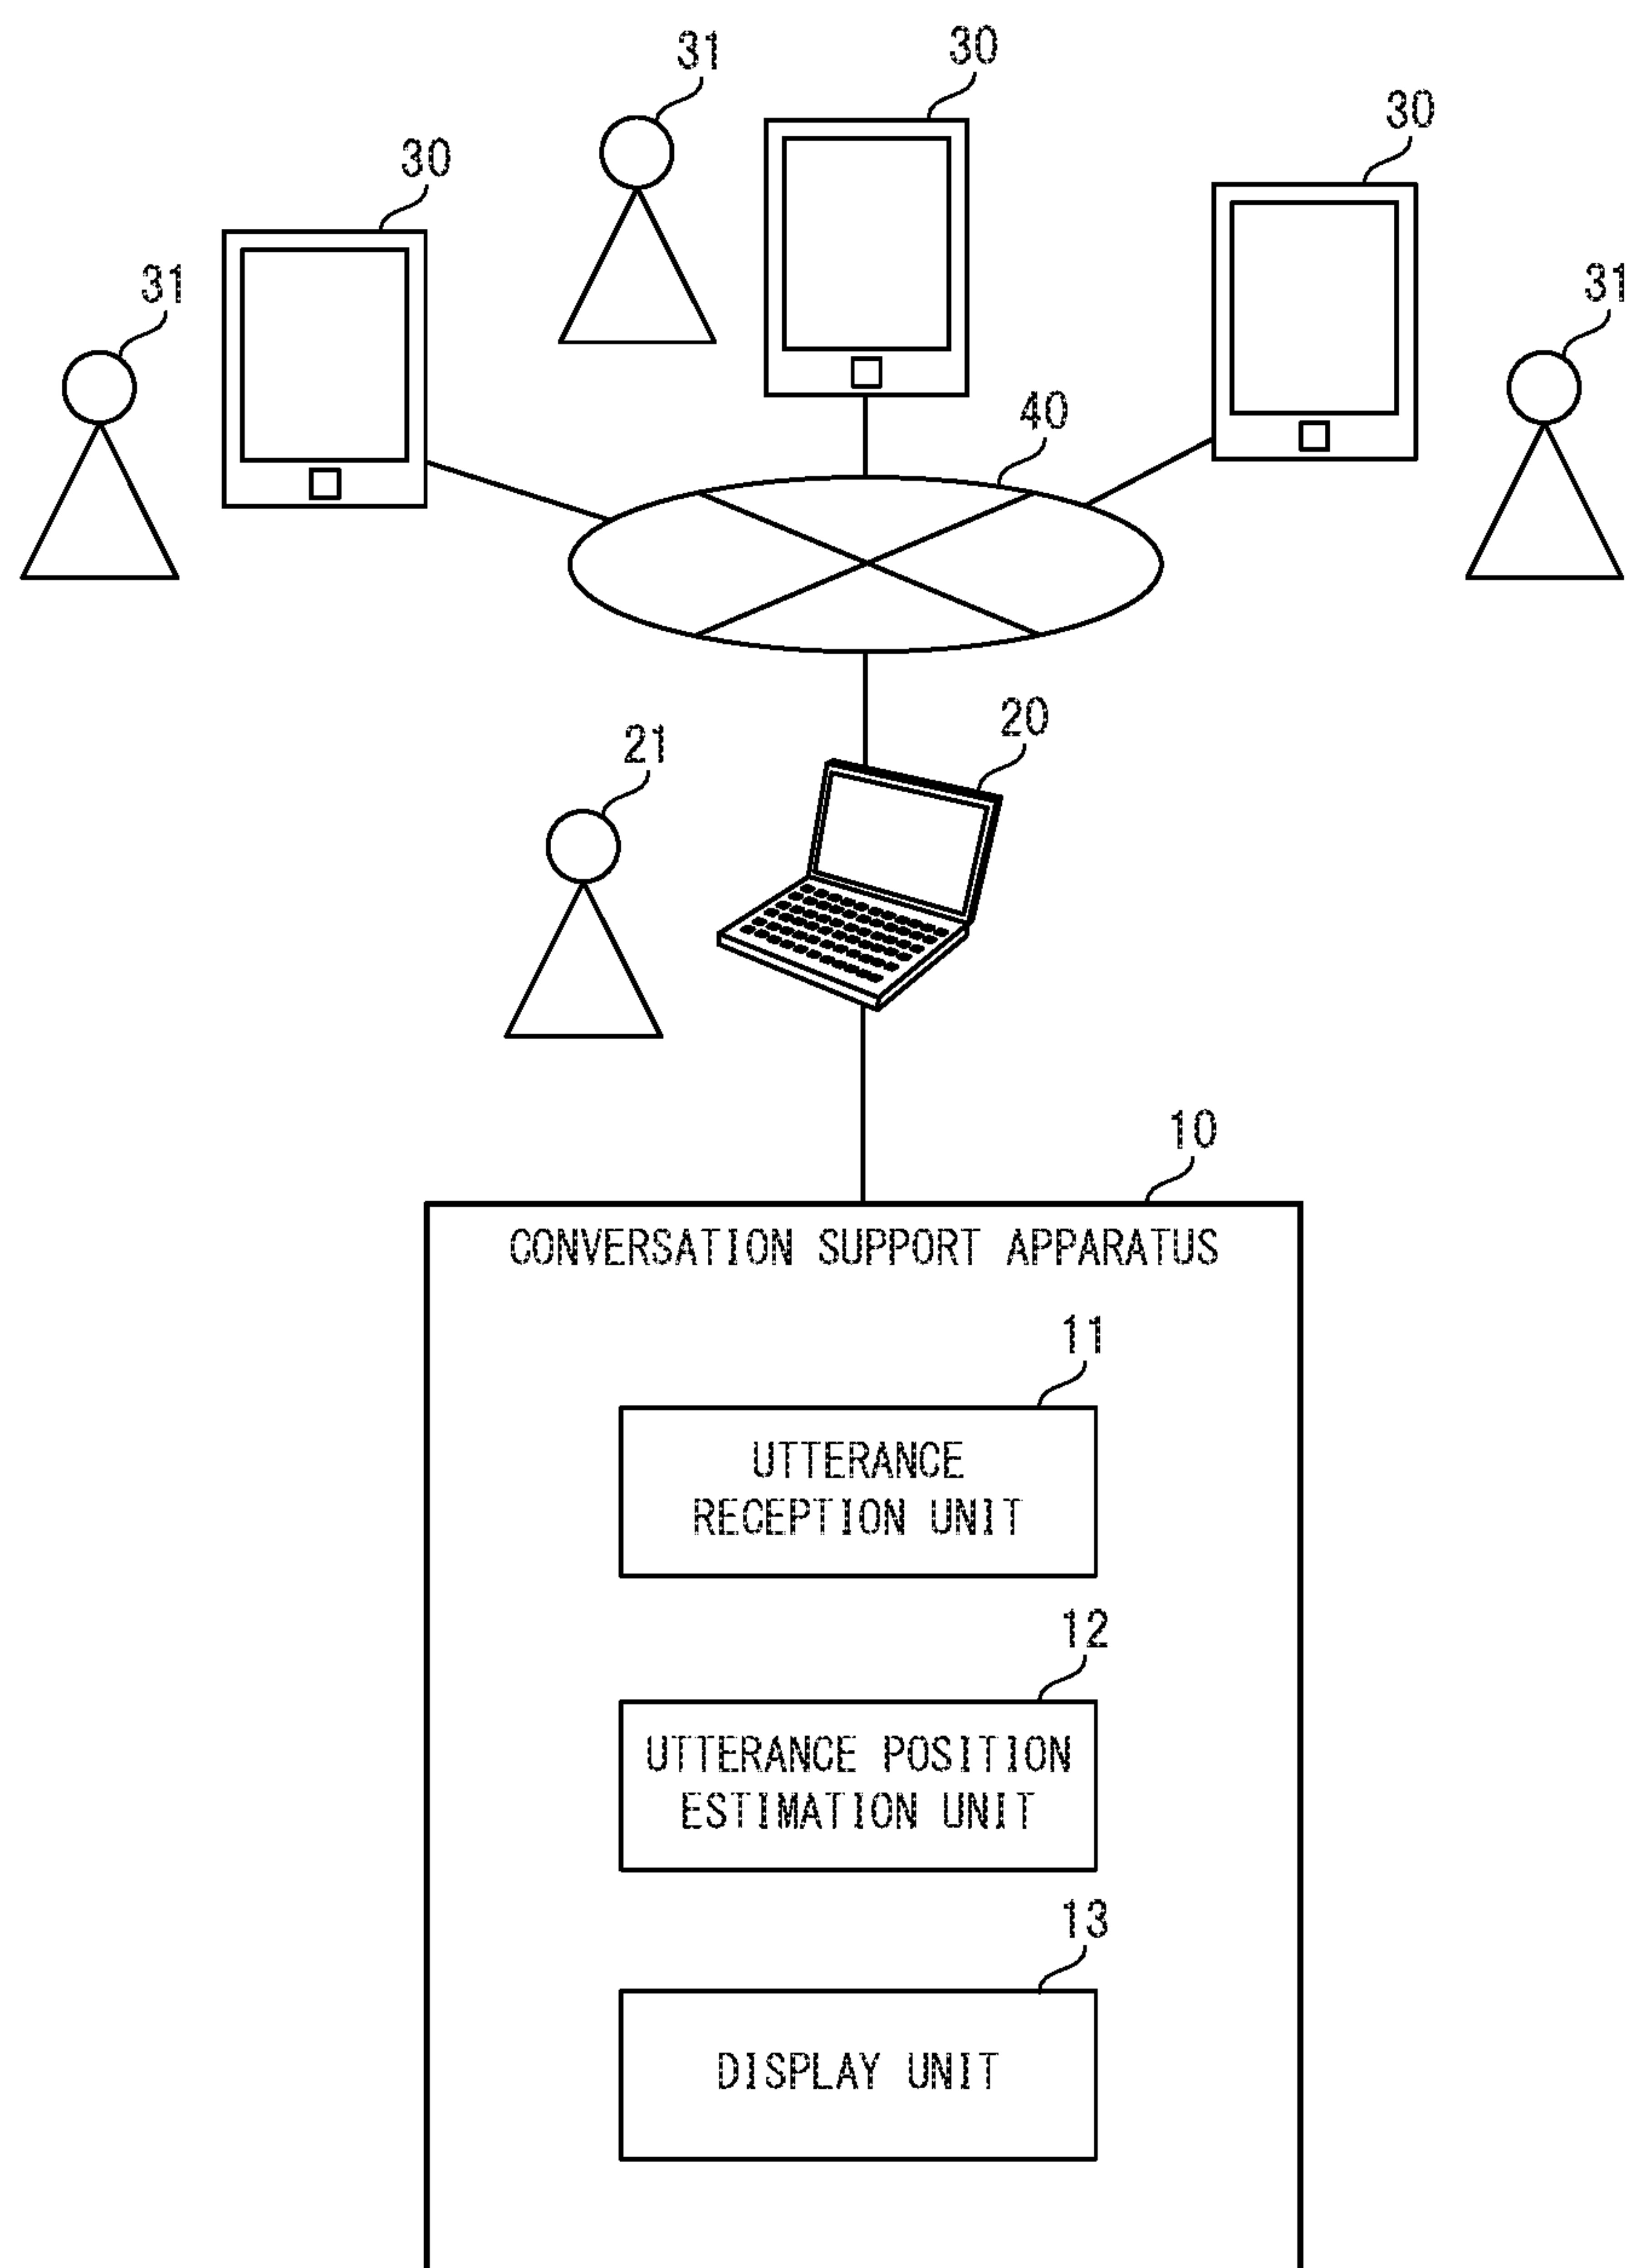 31
30
30
30
31
31
40
20
21
10
CONVERSATION SUPPORT APPARATUS
11
UTTERANCE
RECEPTION UNIT
12
UTTERANCE POSITION
ESTIMATION UNIT
13
DISPLAY UNIT